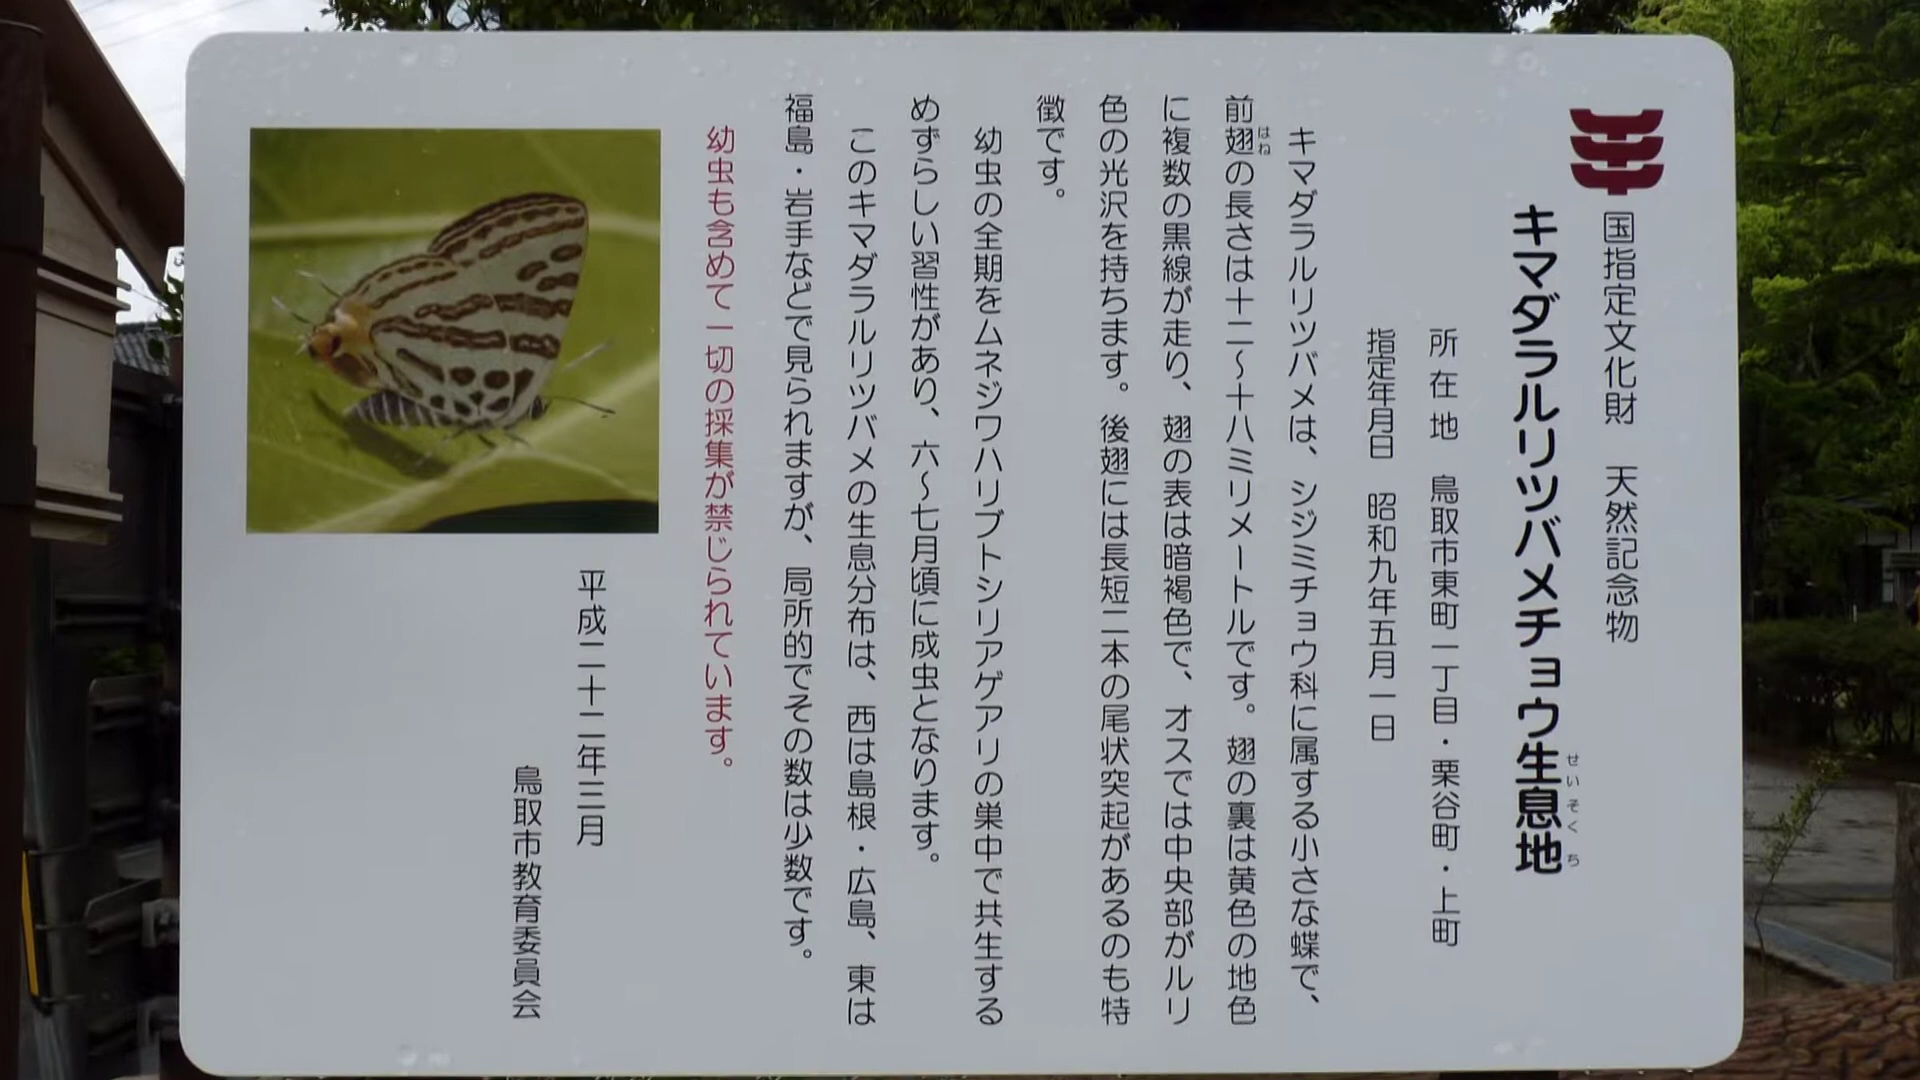 国指定文化財　天然記念物
キマダラルリツバメチョウ生息地
せいそくち
所在地　鳥取市東町一丁目・栗谷町・上町
指定年月日　昭和九年五月一日
キマダラルリツバメは、シジミチョウ科に属する小さな蝶で、
前翅の長さは十二〜十八ミリメートルです。翅の裏は黄色の地色
はね
に複数の黒線が走り、翅の表は暗褐色で、オスでは中央部がルリ
色の光沢を持ちます。後翅には長短二本の尾状突起があるのも特
徴です。
幼虫の全期をムネジワハリブトシリアゲアリの巣中で共生する
めずらしい習性があり、六〜七月頃に成虫となります。
このキマダラルリツバメの生息分布は、西は島根・広島、東は
福島・岩手などで見られますが、局所的でその数は少数です。
幼虫も含めて一切の採集が禁じられています。
平成二十二年三月
鳥取市教育委員会